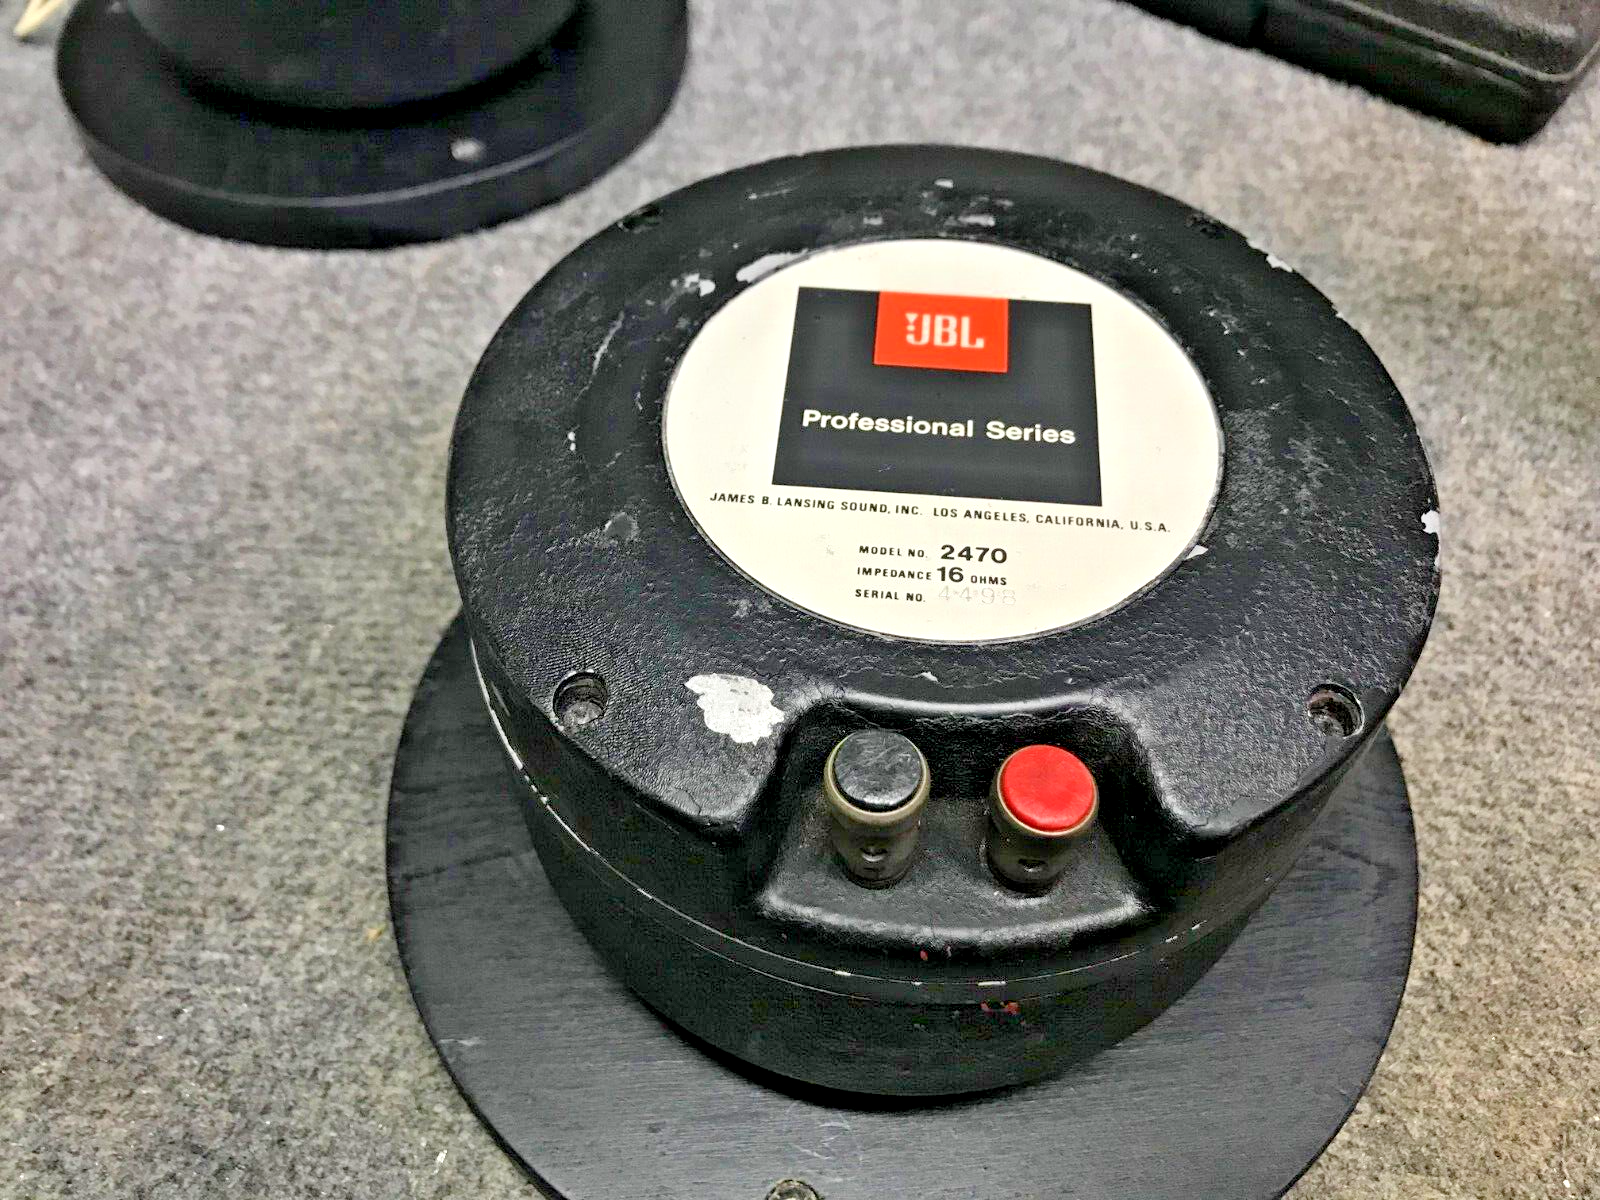 JBL
Professional Series
JAMES B. LANSING SOUND, INC. LOS ANGELES, CALIFORNIA, U.S.A.
MODEL NO. 2470
IMPEDANCE 16 OHMS
SERIAL NO. 4498